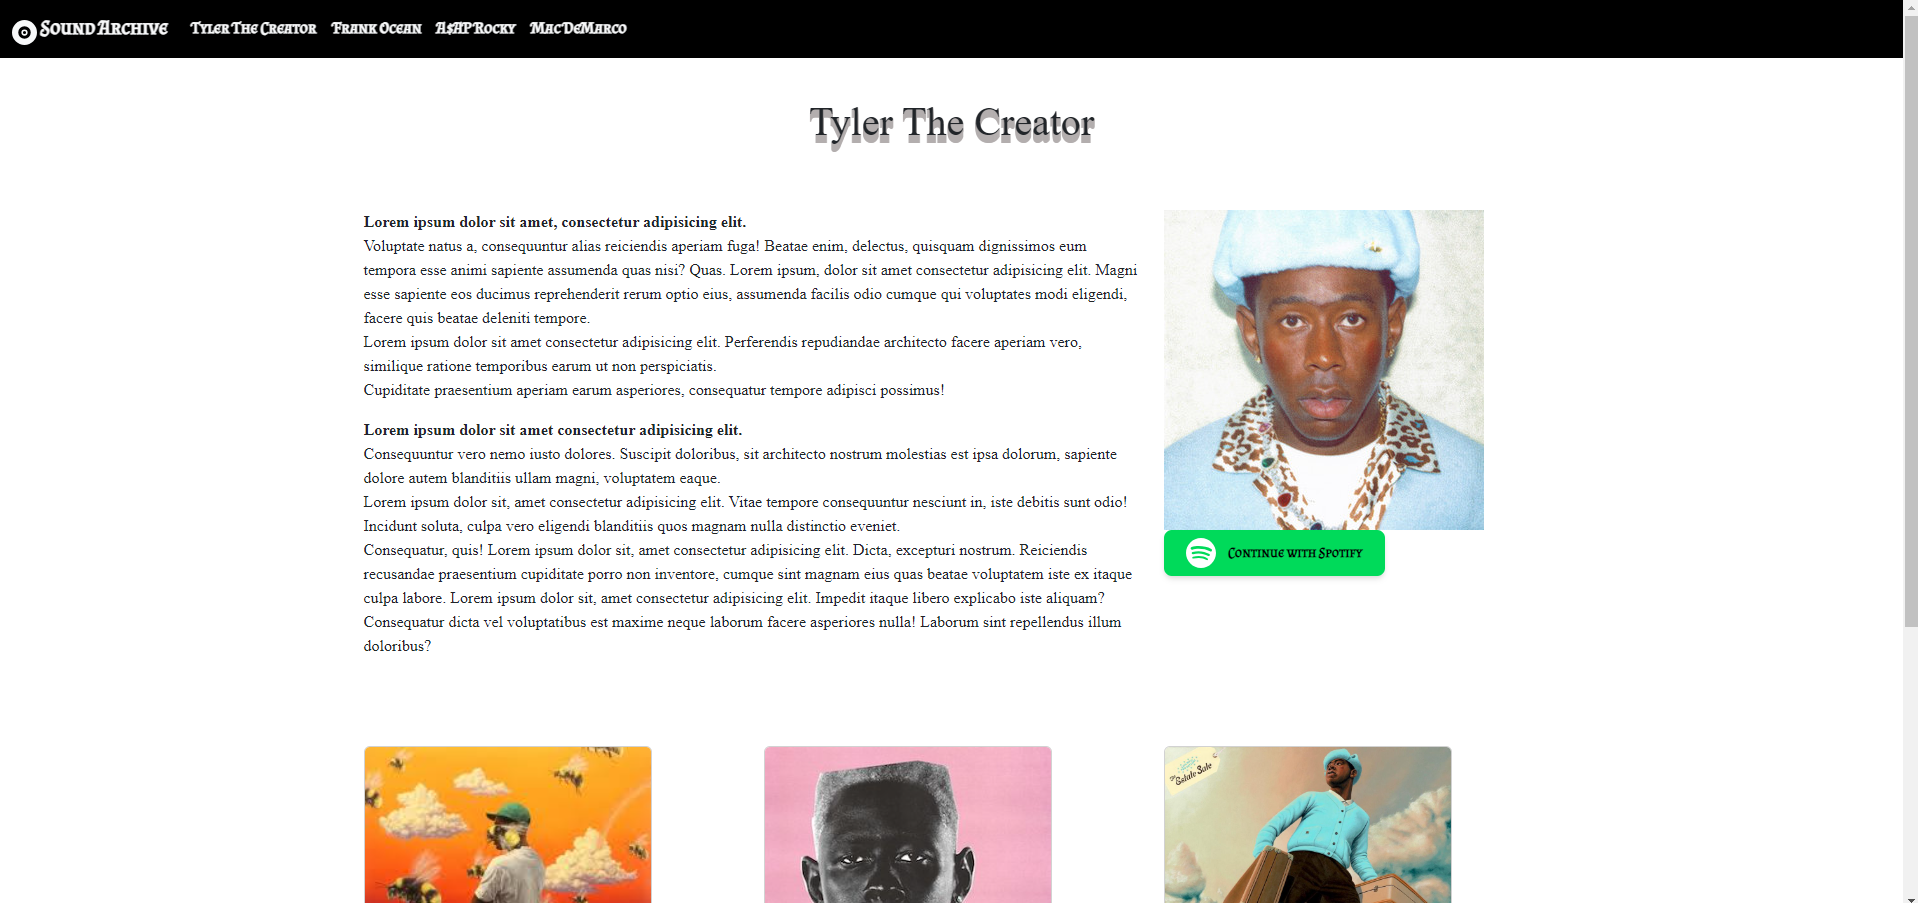 Sound Archive Tyler The Creator Frank Ocean A$AP Rocky Mac DeMarco
Tyler The Creator
Lorem ipsum dolor sit amet, consectetur adipisicing elit.
Voluptate natus a, consequuntur alias reiciendis aperiam fuga! Beatae enim, delectus, quisquam dignissimos eum
tempora esse animi sapiente assumenda quas nisi? Quas. Lorem ipsum, dolor sit amet consectetur adipisicing elit. Magni
esse sapiente eos ducimus reprehenderit rerum optio eius, assumenda facilis odio cumque qui voluptates modi eligendi,
facere quis beatae deleniti tempore.
Lorem ipsum dolor sit amet consectetur adipisicing elit. Perferendis repudiandae architecto facere aperiam vero,
similique ratione temporibus earum ut non perspiciatis.
Cupiditate praesentium aperiam earum asperiores, consequatur tempore adipisci possimus!
Lorem ipsum dolor sit amet consectetur adipisicing elit.
Consequuntur vero nemo iusto dolores. Suscipit doloribus, sit architecto nostrum molestias est ipsa dolorum, sapiente
dolore autem blanditiis ullam magni, voluptatem eaque.
Lorem ipsum dolor sit, amet consectetur adipisicing elit. Vitae tempore consequuntur nesciunt in, iste debitis sunt odio!
Incidunt soluta, culpa vero eligendi blanditiis quos magnam nulla distinctio eveniet.
Consequatur, quis! Lorem ipsum dolor sit, amet consectetur adipisicing elit. Dicta, excepturi nostrum. Reiciendis
recusandae praesentium cupiditate porro non inventore, cumque sint magnam eius quas beatae voluptatem iste ex itaque
culpa labore. Lorem ipsum dolor sit, amet consectetur adipisicing elit. Impedit itaque libero explicabo iste aliquam?
Consequatur dicta vel voluptatibus est maxime neque laborum facere asperiores nulla! Laborum sint repellendus illum
doloribus?
Continue with Spotify